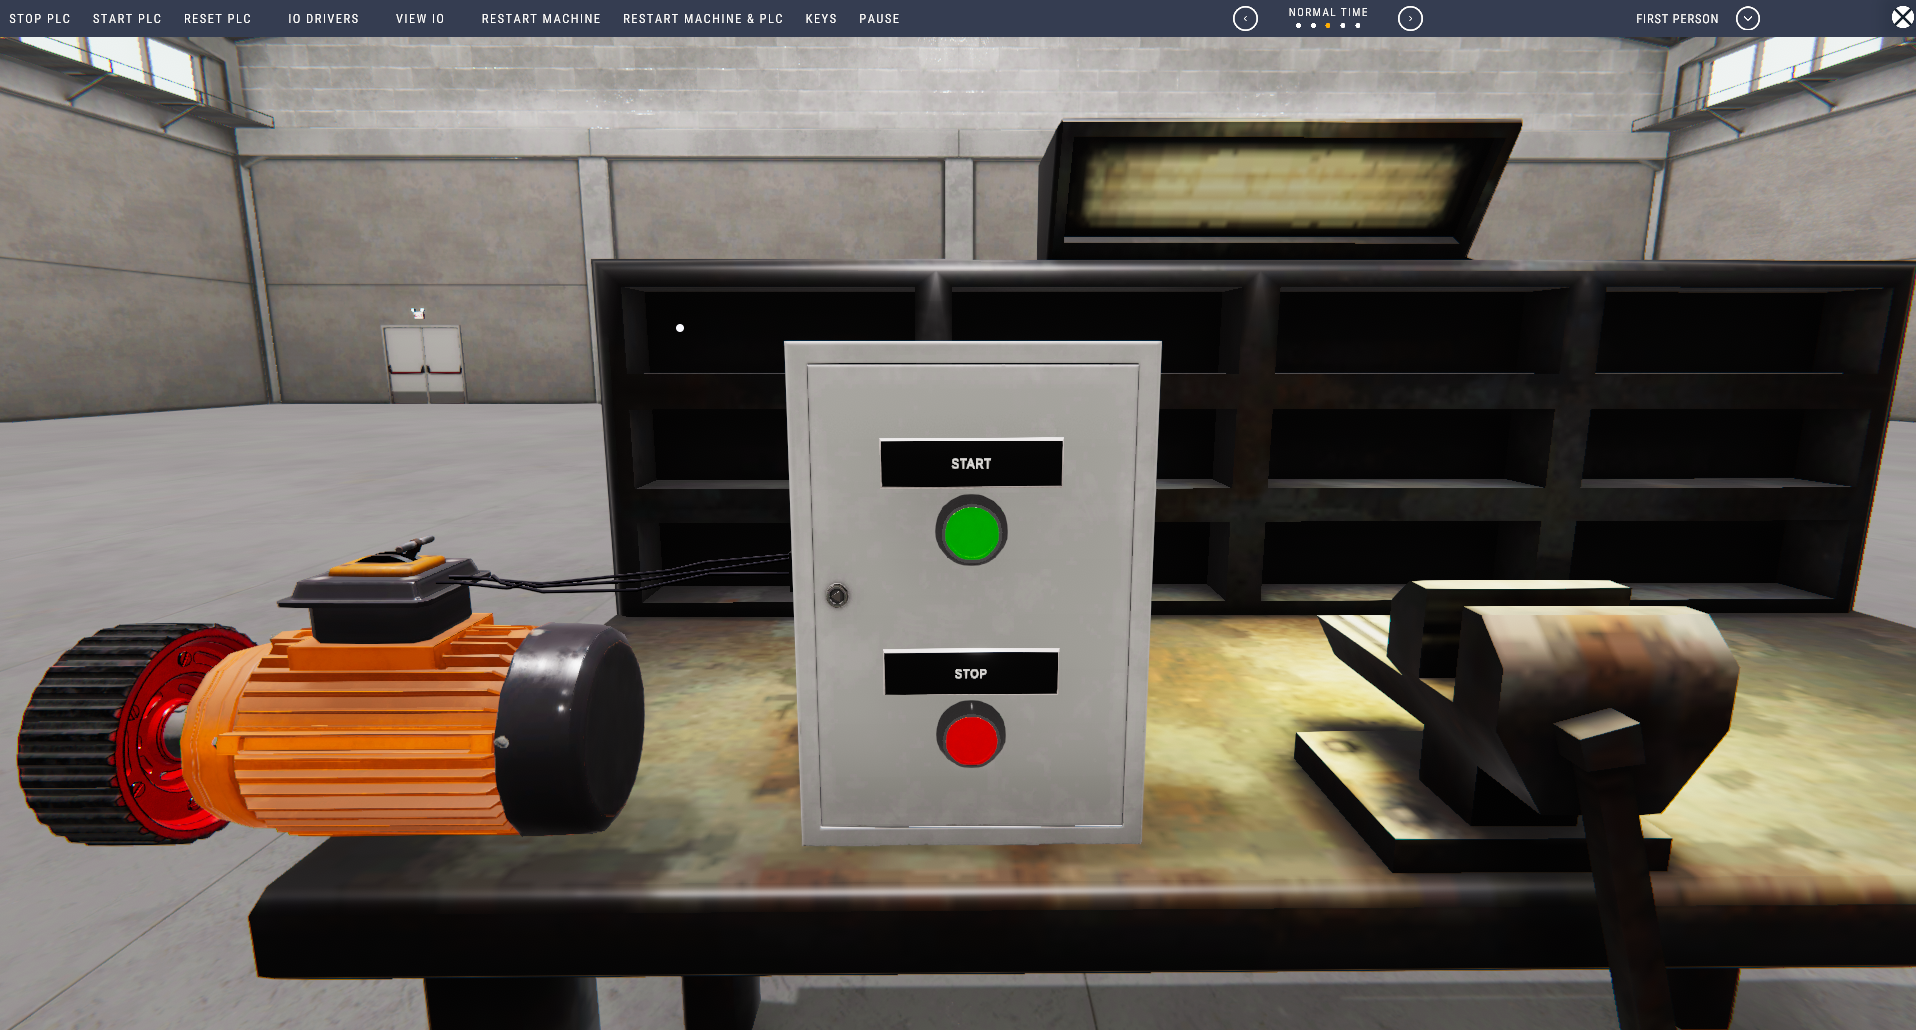 STOP PLC START PLC RESET PLC IO DRIVERS VIEW IO RESTART MACHINE RESTART MACHINE & PLC KEYS PAUSE NORMAL TIME FIRST PERSON
START
STOP